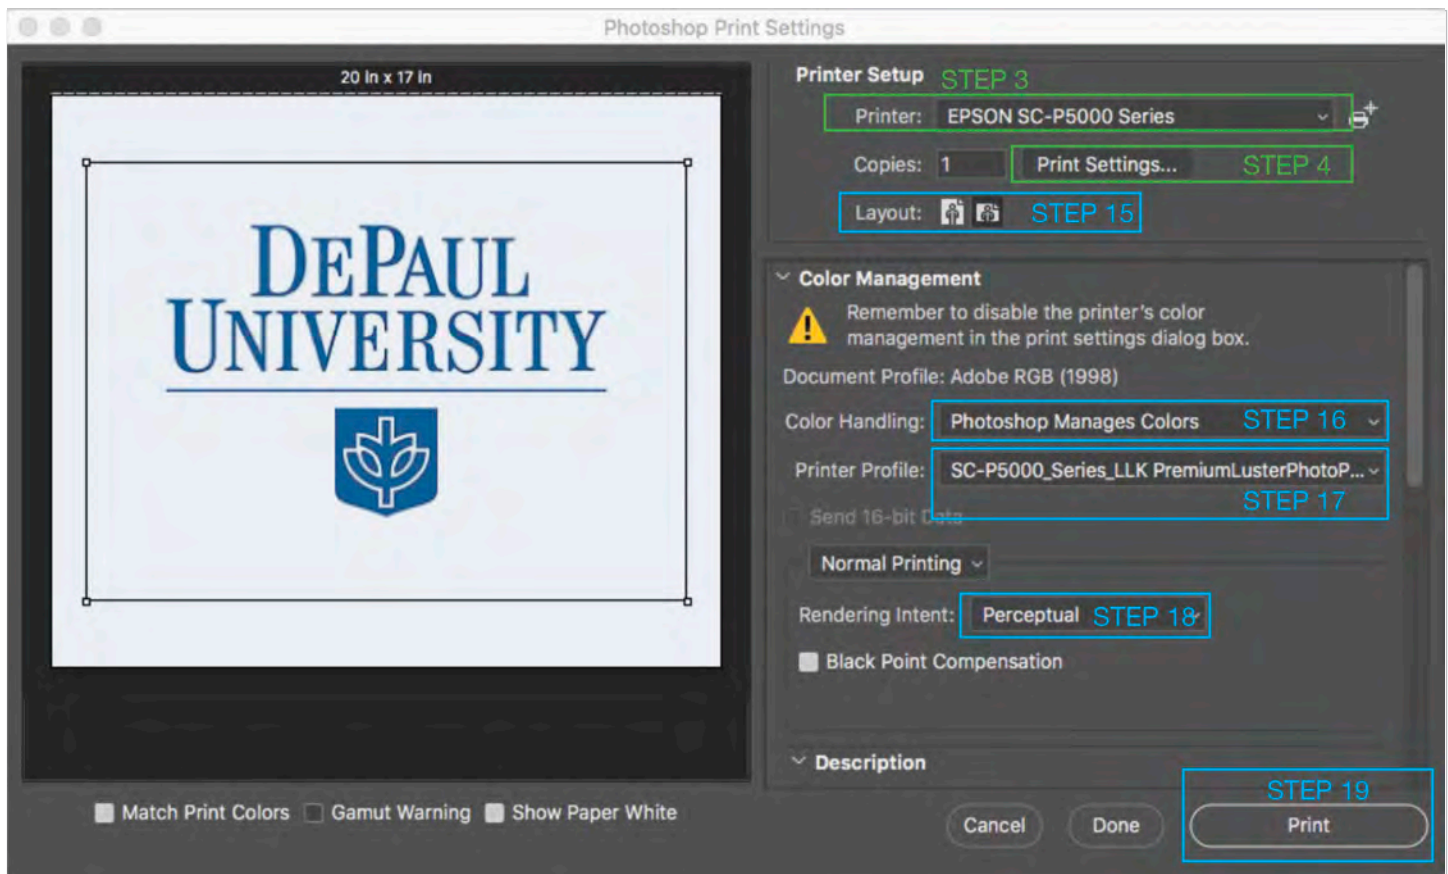 Photoshop Print Settings
20 in x 17 in
DEPAUL
UNIVERSITY
Match Print Colors Gamut Warning Show Paper White
Printer Setup STEP 3
Printer: EPSON SC-P5000 Series
Copies: 1 Print Settings... STEP 4
Layout: STEP 15
Color Management
Remember to disable the printer's color
management in the print settings dialog box.
Document Profile: Adobe RGB (1998)
Color Handling: Photoshop Manages Colors STEP 16
Printer Profile: SC-P5000_Series_LLK PremiumLusterPhotoP...
STEP 17
Send 16-bit Data
Normal Printing
Rendering Intent: Perceptual STEP 18
Black Point Compensation
Description
STEP 19
Cancel Done Print